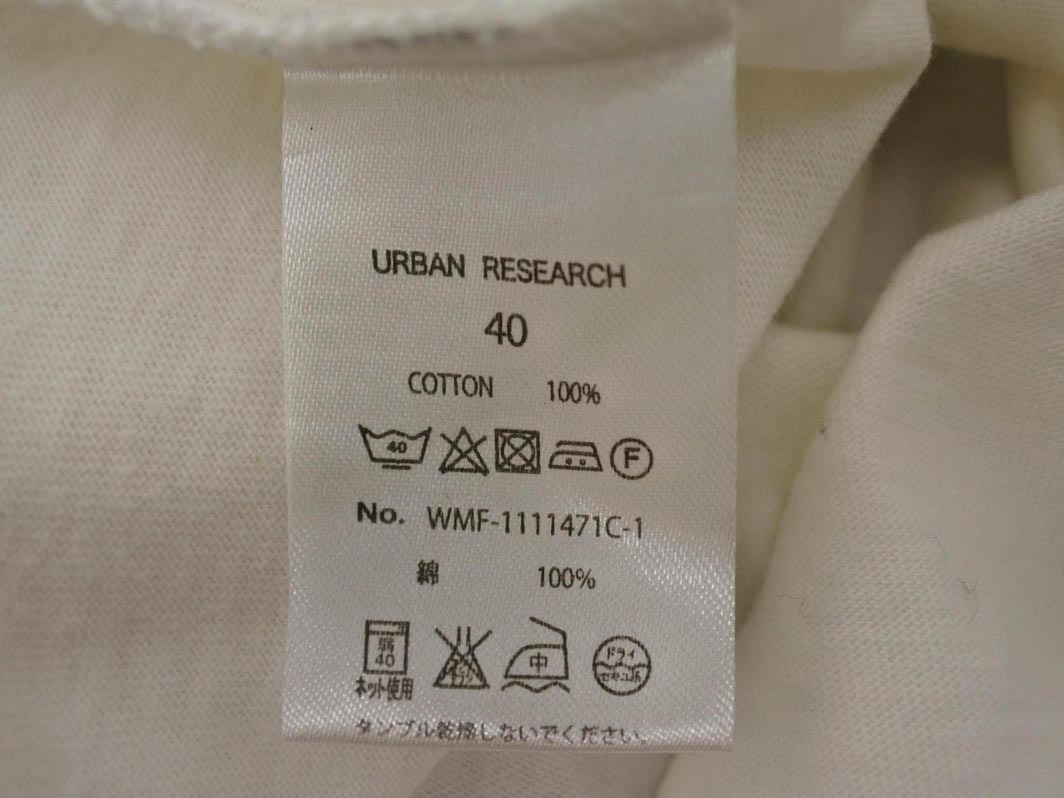 URBAN RESEARCH
40
COTTON 100%
40 F
No. WMF-1111471C-1
綿 100%
弱 40 中 ドライ セキユ系
ネット使用
タンブル乾燥しないでください。